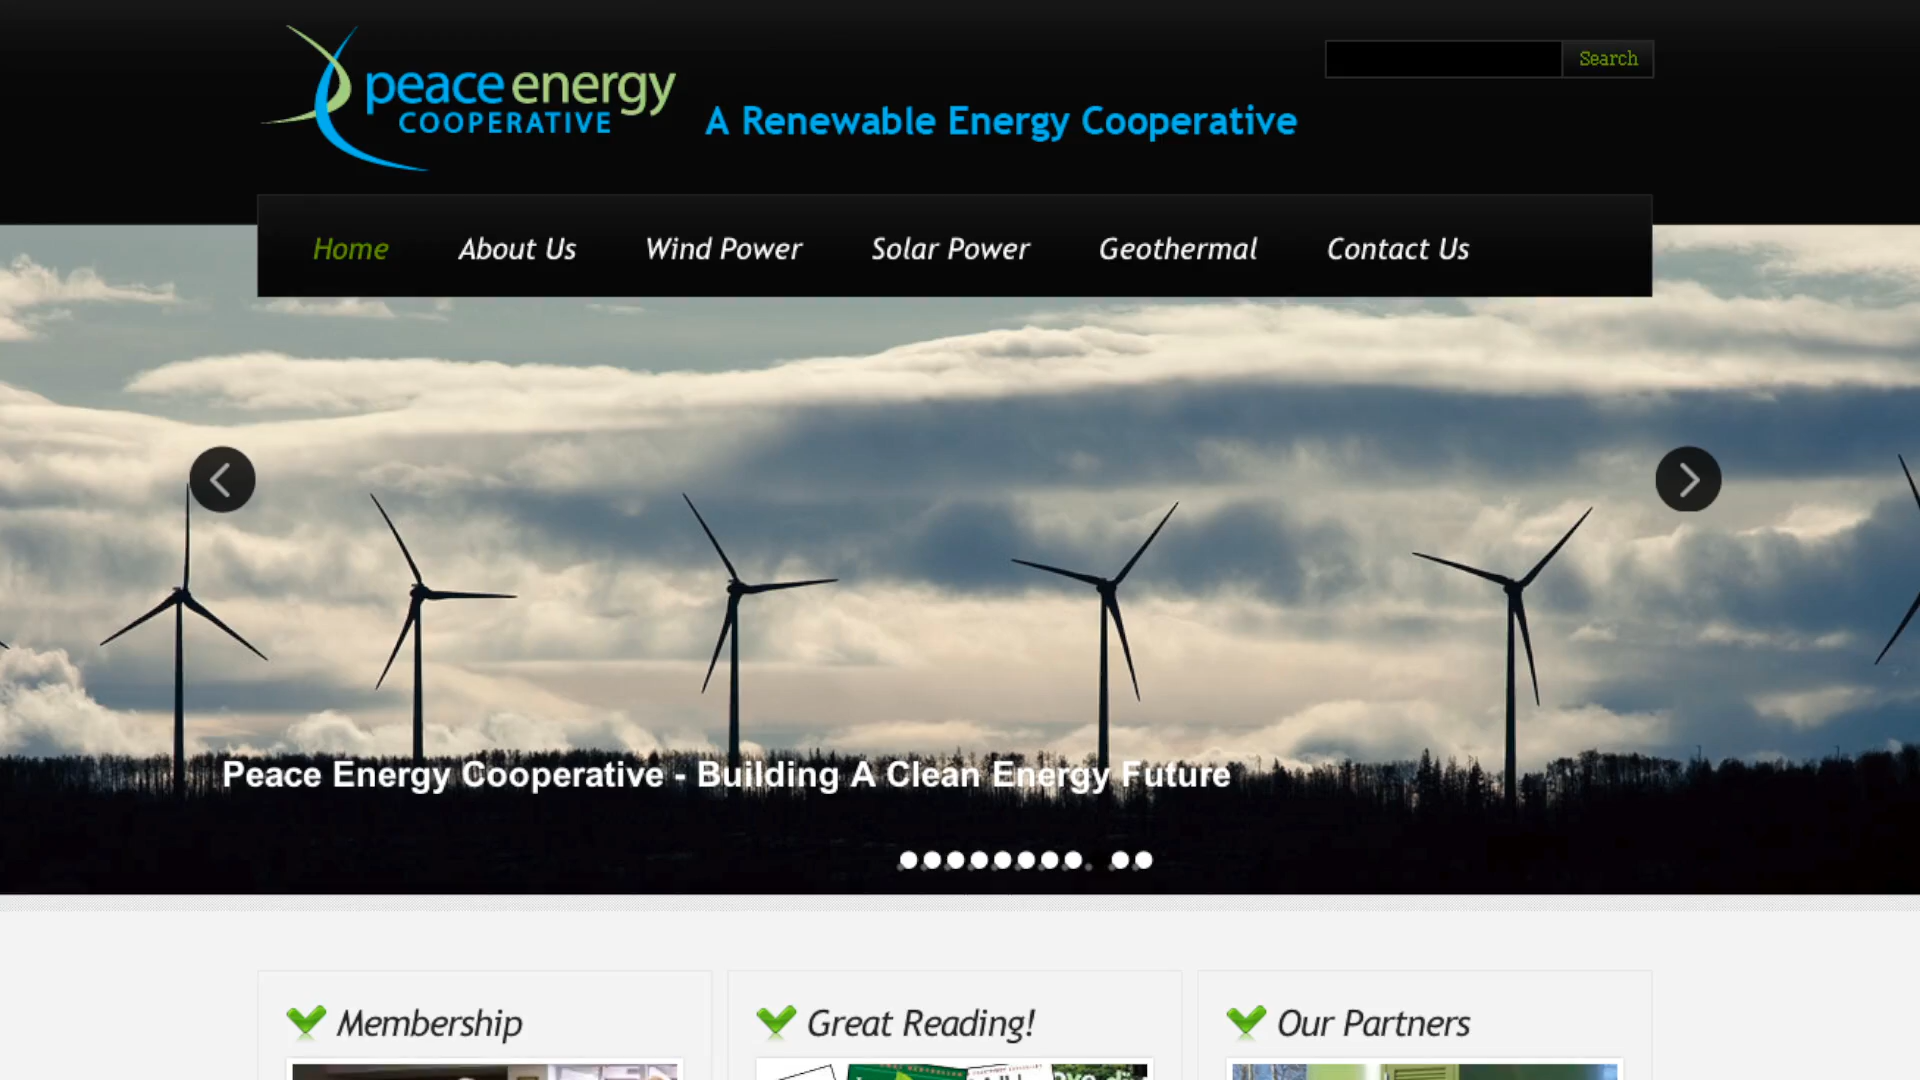 peace energy
COOPERATIVE
A Renewable Energy Cooperative
Search
Home
About Us
Wind Power
Solar Power
Geothermal
Contact Us
Peace Energy Cooperative - Building A Clean Energy Future
Membership
Great Reading!
Our Partners